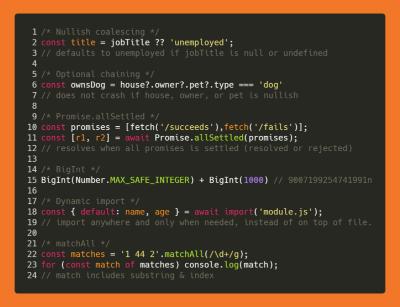 1 /* Nullish coalescing */
2 const title = jobTitle ?? 'unemployed';
3 // defaults to unemployed if jobTitle is null or undefined
4
5 /* Optional chaining */
6 const ownsDog = house?.owner?.pet?.type === 'dog'
7 // does not crash if house, owner, or pet is nullish
8
9 /* Promise.allSettled */
10 const promises = [fetch('/succeeds'),fetch('/fails')];
11 const [r1, r2] = await Promise.allSettled(promises);
12 // resolves when all promises is settled (resolved or rejected)
13
14 /* BigInt */
15 BigInt(Number.MAX_SAFE_INTEGER) + BigInt(1000) // 9007199254741991n
16
17 /* Dynamic import */
18 const { default: name, age } = await import('module.js');
19 // import anywhere and only when needed, instead of on top of file.
20
21 /* matchAll */
22 const matches = '1 44 2'.matchAll(/\d+/g);
23 for (const match of matches) console.log(match);
24 // match includes substring & index